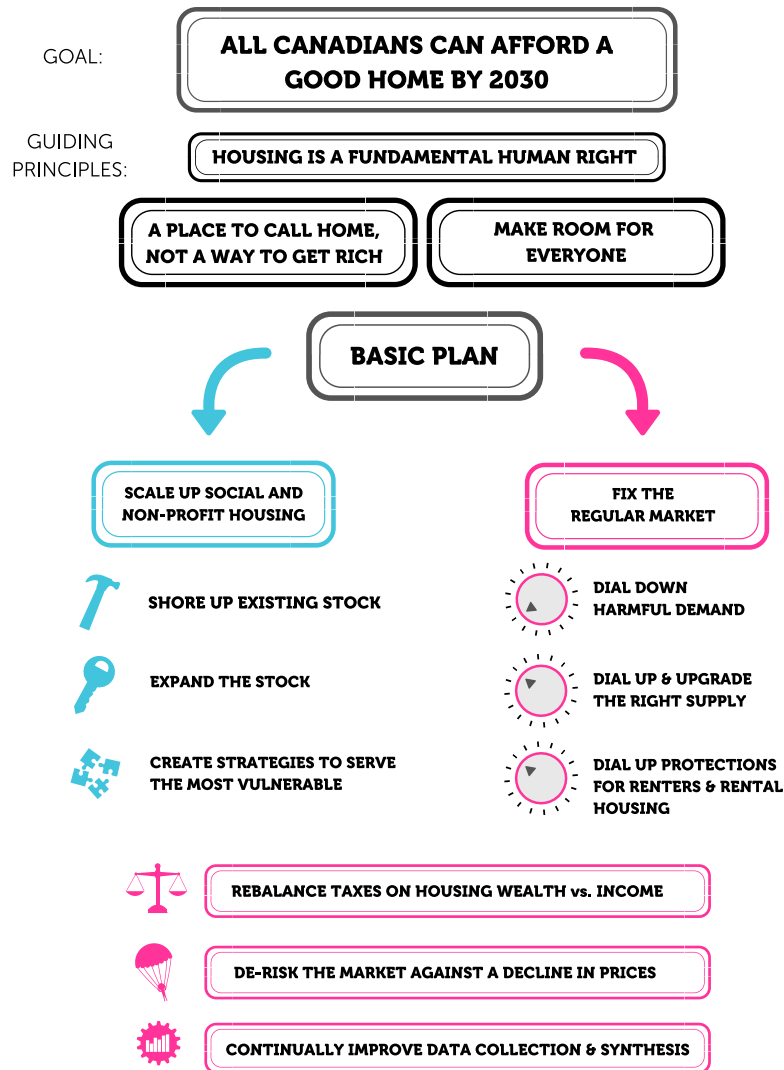 GOAL:
ALL CANADIANS CAN AFFORD A
GOOD HOME BY 2030
GUIDING
PRINCIPLES:
HOUSING IS A FUNDAMENTAL HUMAN RIGHT
A PLACE TO CALL HOME,
NOT A WAY TO GET RICH
MAKE ROOM FOR
EVERYONE
BASIC PLAN
SCALE UP SOCIAL AND
NON-PROFIT HOUSING
SHORE UP EXISTING STOCK
EXPAND THE STOCK
CREATE STRATEGIES TO SERVE
THE MOST VULNERABLE
FIX THE
REGULAR MARKET
DIAL DOWN
HARMFUL DEMAND
DIAL UP & UPGRADE
THE RIGHT SUPPLY
DIAL UP PROTECTIONS
FOR RENTERS & RENTAL
HOUSING
REBALANCE TAXES ON HOUSING WEALTH vs. INCOME
DE-RISK THE MARKET AGAINST A DECLINE IN PRICES
CONTINUALLY IMPROVE DATA COLLECTION & SYNTHESIS